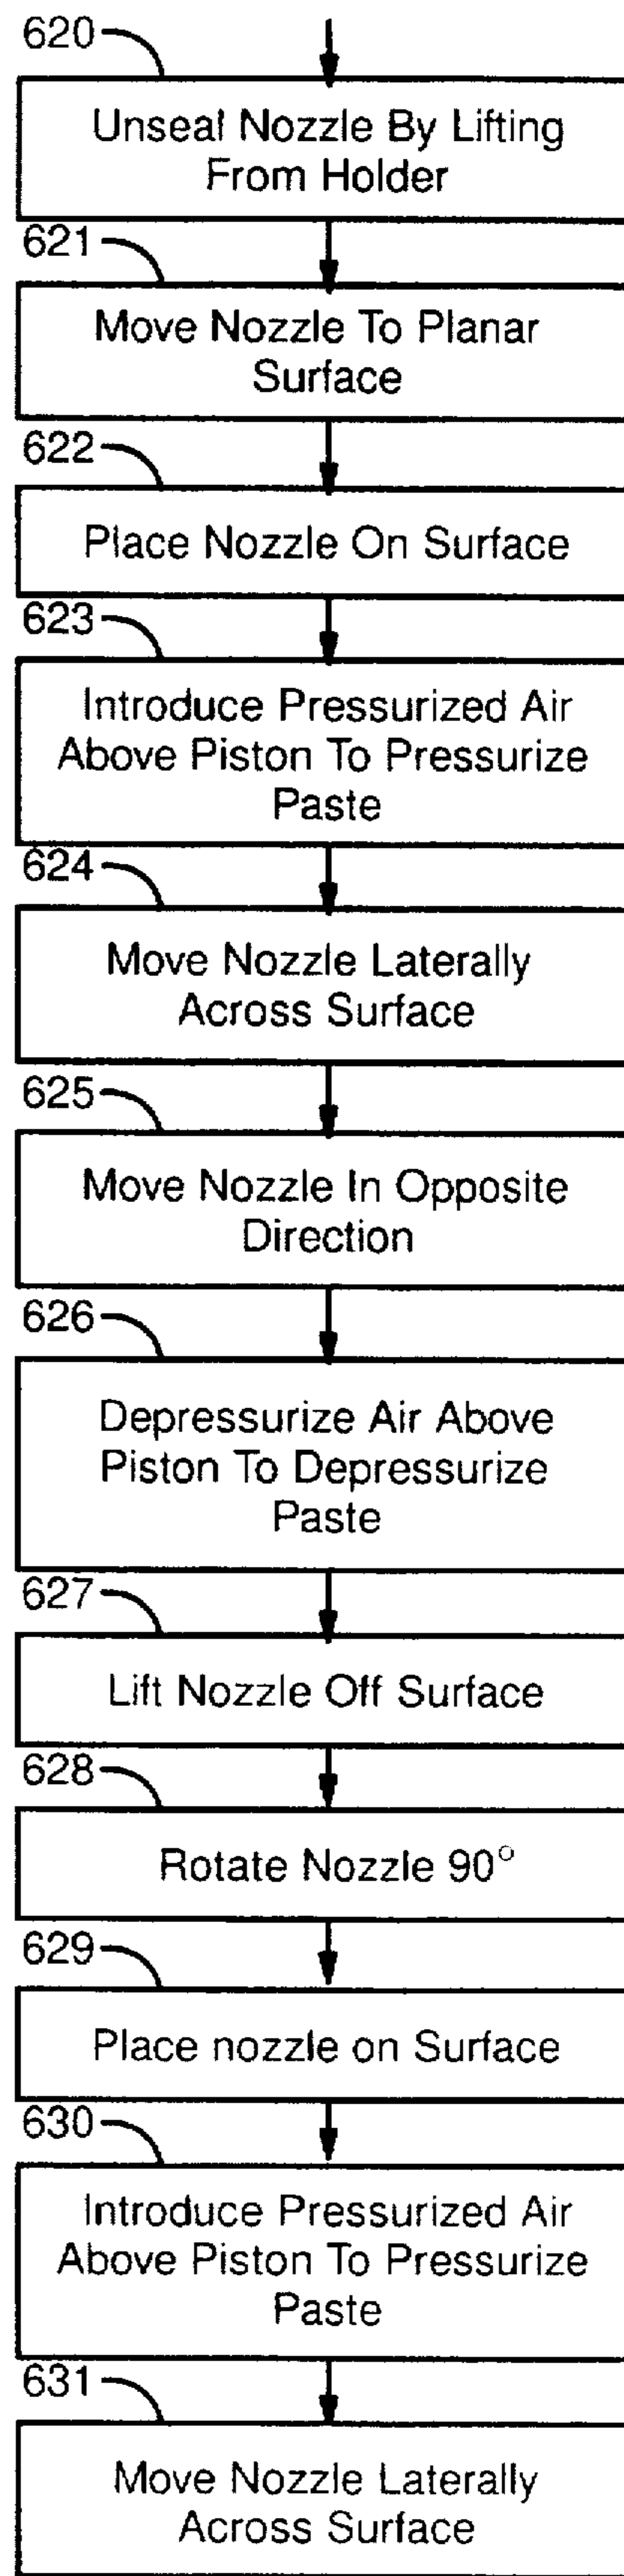 620
Unseal Nozzle By Lifting
From Holder
621
Move Nozzle To Planar
Surface
622
Place Nozzle On Surface
623
Introduce Pressurized Air
Above Piston To Pressurize
Paste
624
Move Nozzle Laterally
Across Surface
625
Move Nozzle In Opposite
Direction
626
Depressurize Air Above
Piston To Depressurize
Paste
627
Lift Nozzle Off Surface
628
Rotate Nozzle 90°
629
Place nozzle on Surface
630
Introduce Pressurized Air
Above Piston To Pressurize
Paste
631
Move Nozzle Laterally
Across Surface